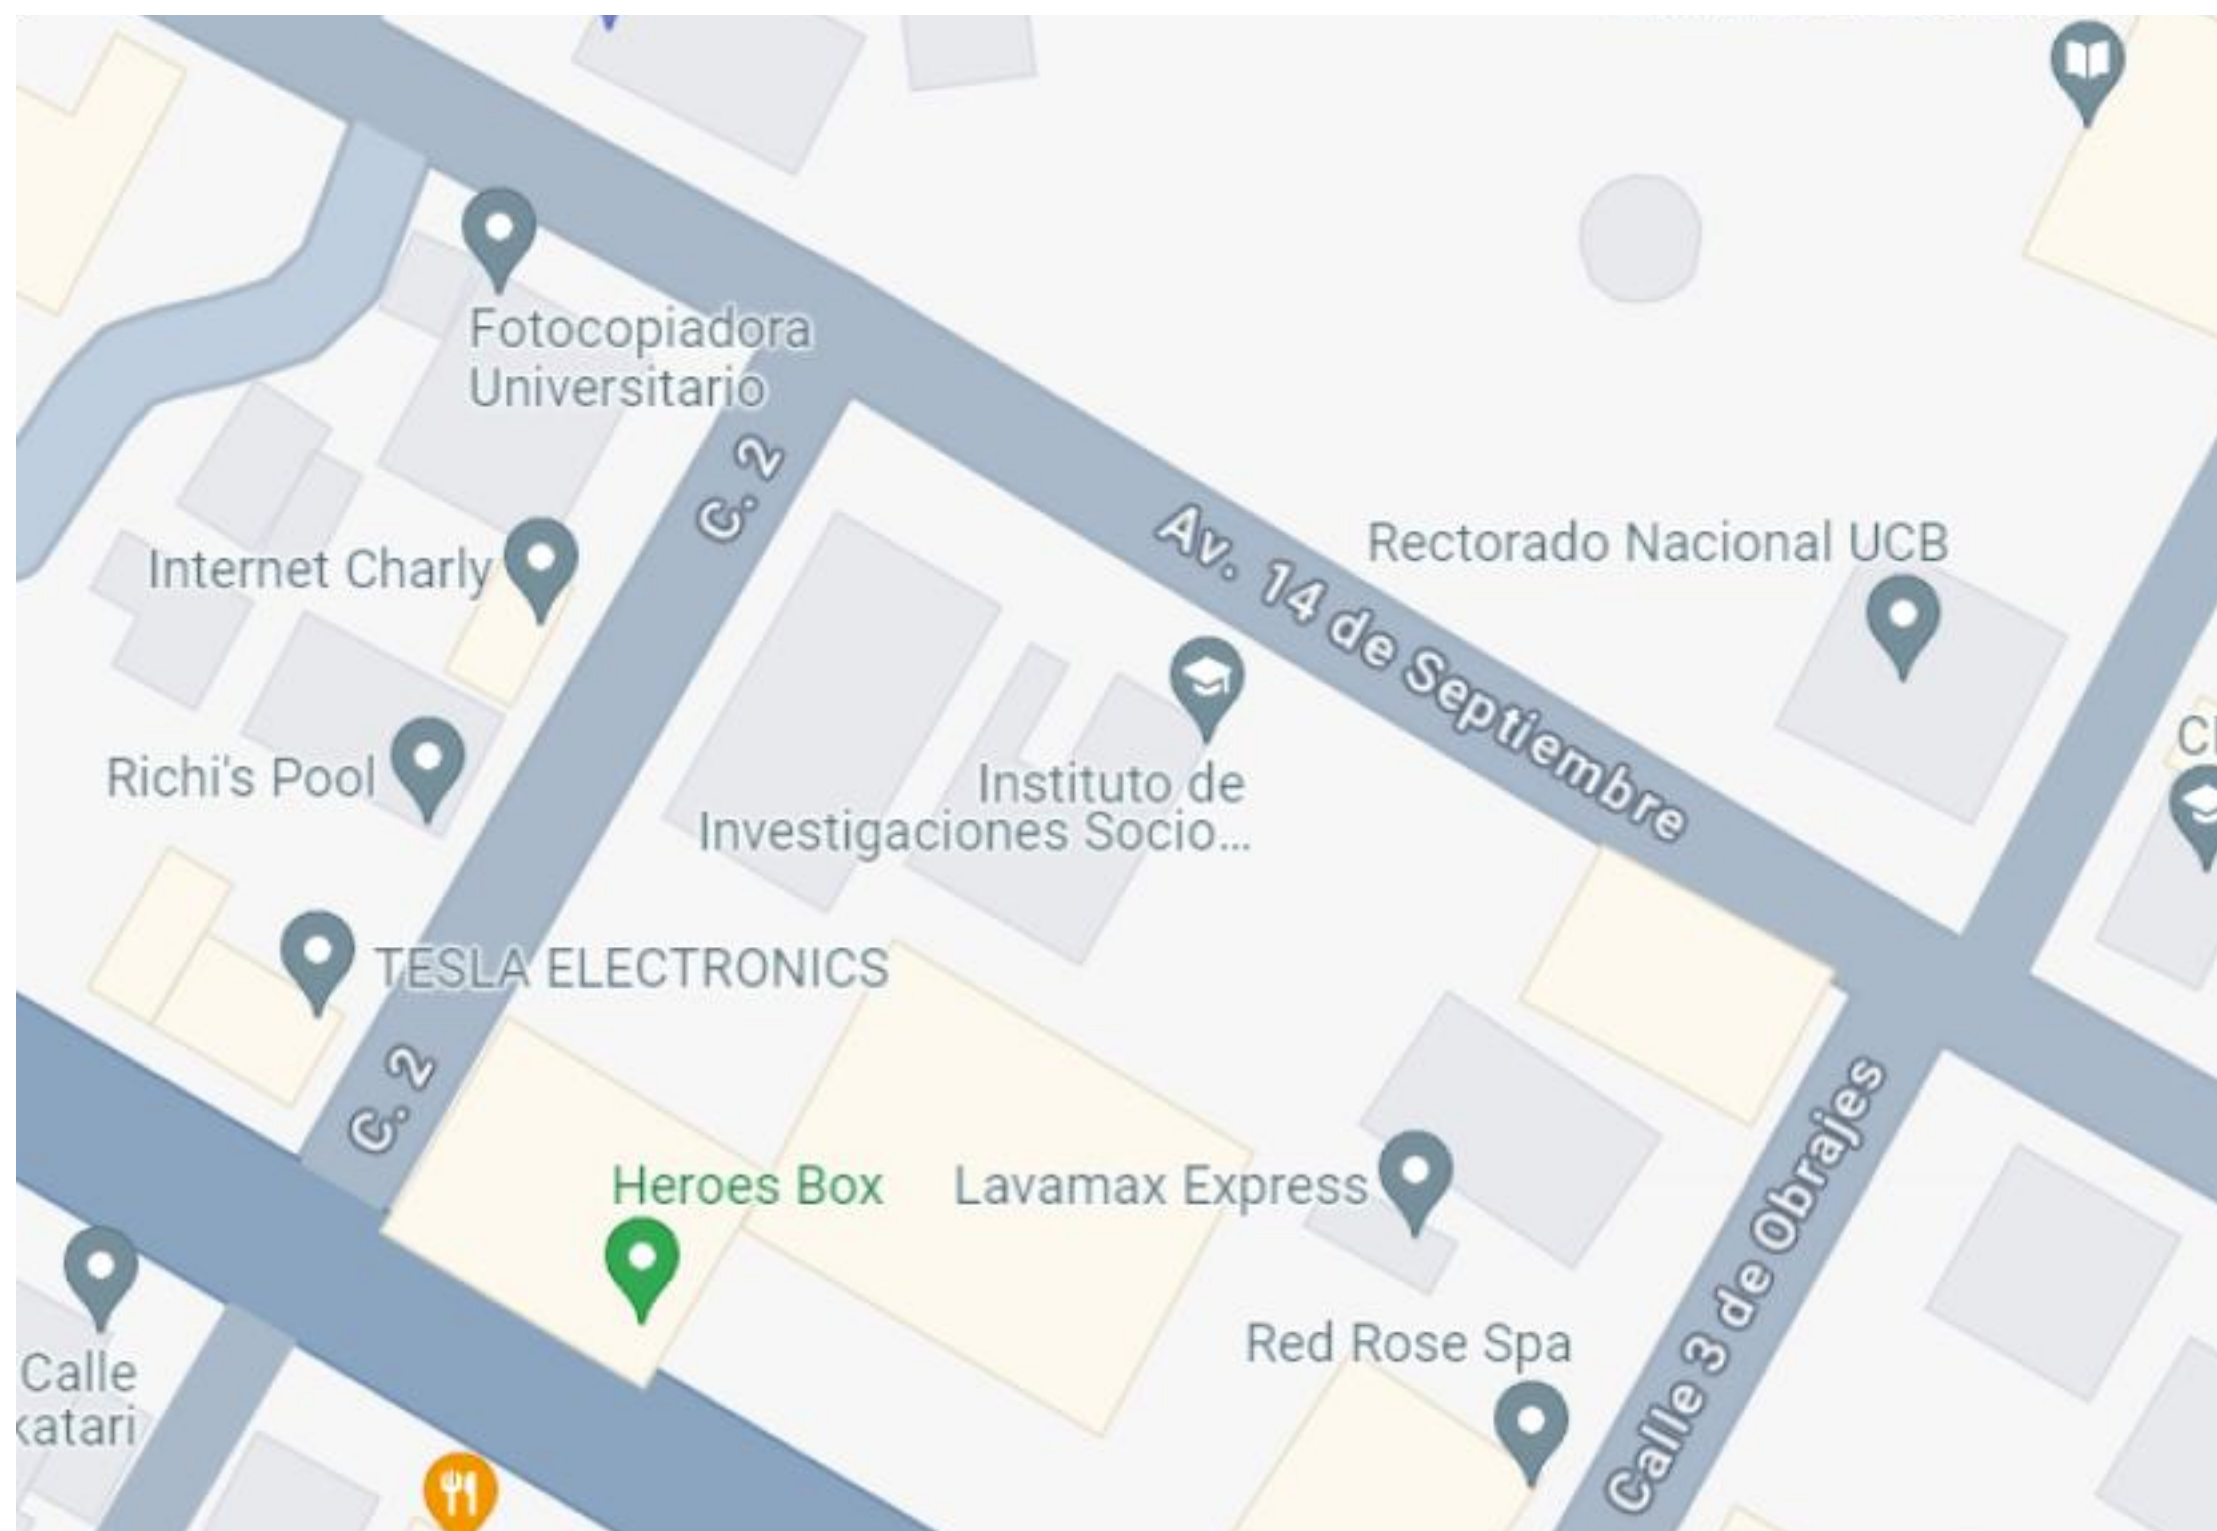 Fotocopiadora
Universitario
C. 2
Av. 14 de Septiembre
Rectorado Nacional UCB
Internet Charly
Richi's Pool
Instituto de
Investigaciones Socio...
TESLA ELECTRONICS
C. 2
Heroes Box
Lavamax Express
Calle 3 de Obrajes
Red Rose Spa
Calle